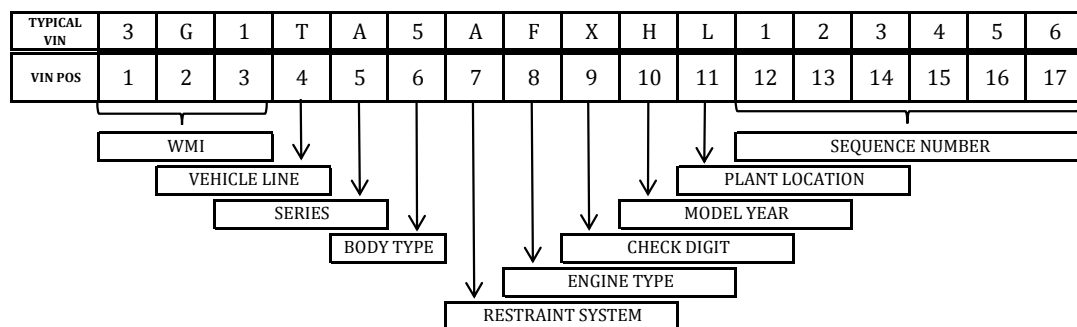 TYPICAL VIN 3 G 1 T A 5 A F X H L 1 2 3 4 5 6
VIN POS 1 2 3 4 5 6 7 8 9 10 11 12 13 14 15 16 17
WMI SEQUENCE NUMBER
VEHICLE LINE PLANT LOCATION
SERIES MODEL YEAR
BODY TYPE CHECK DIGIT
ENGINE TYPE
RESTRAINT SYSTEM